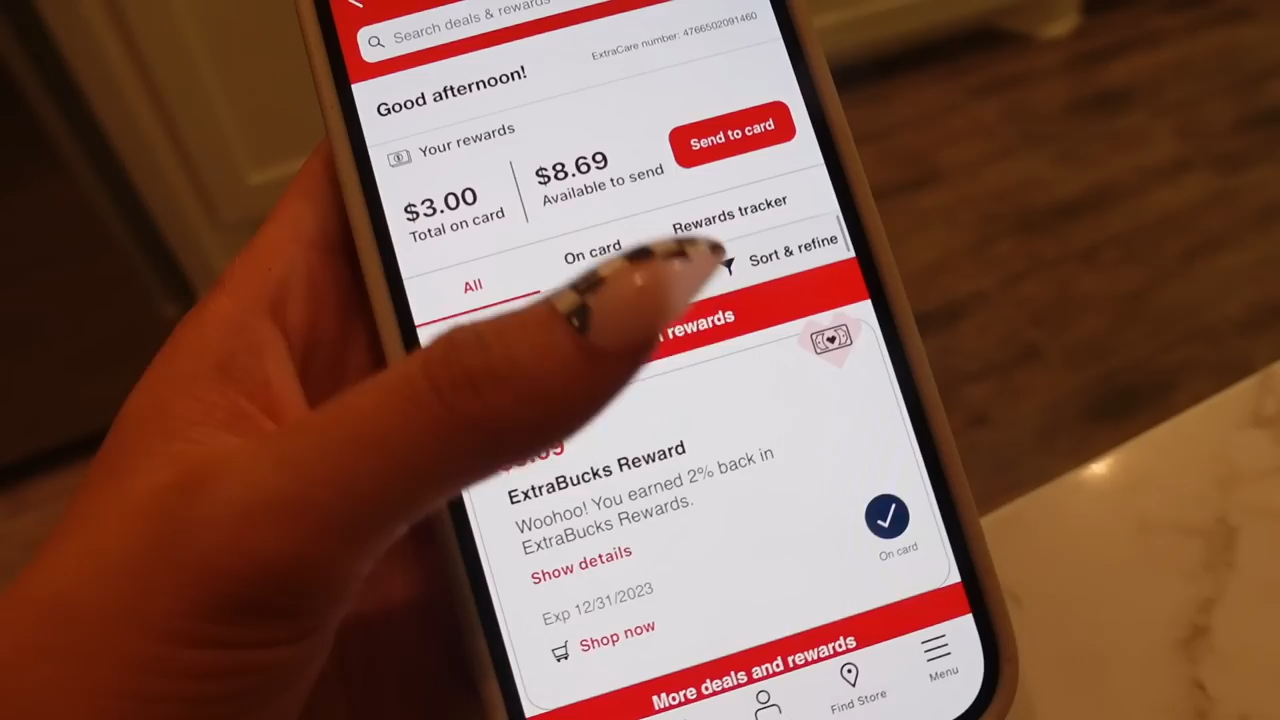 Search deals & rewards
ExtraCare number: 4766502091460
Good afternoon!
Your rewards
$3.00
Total on card
$8.69
Available to send
Send to card
All
On card
Rewards tracker
Sort & refine
rewards
ExtraBucks Reward
Woohoo! You earned 2% back in
ExtraBucks Rewards.
Show details
On card
Exp 12/31/2023
Shop now
More deals and rewards
Find Store
Menu